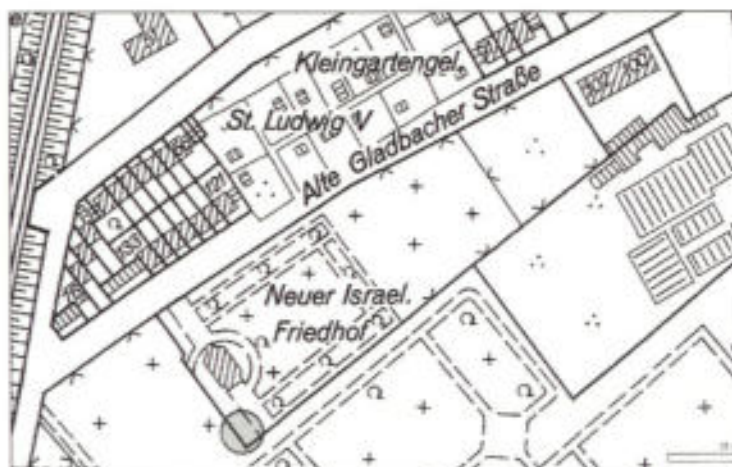 Kleingartengel.
St. Ludwig V
Alte Gladbacher Straße
Neuer Israel.
Friedhof